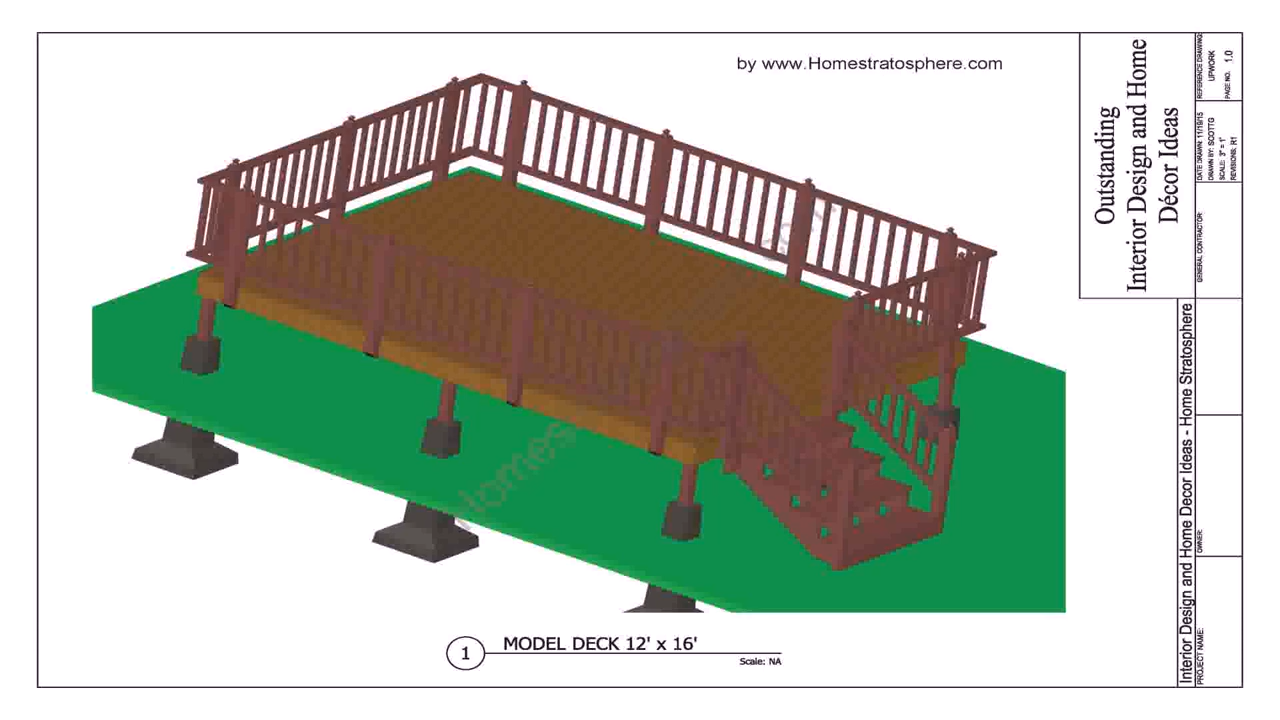 by www.Homestratosphere.com
Outstanding
Interior Design and Home
Décor Ideas
REFERENCE DRAWING:
UPWORK
PAGE NO. 1.0
DATE DRAWN: 11/19/15
DRAWN BY: SCOTTG
SCALE: 3" = 1'
REVISIONS: R1
GENERAL CONTRACTOR:
OWNER:
Interior Design and Home Decor Ideas - Home Stratosphere
PROJECT NAME:
1
MODEL DECK 12' x 16'
Scale: NA